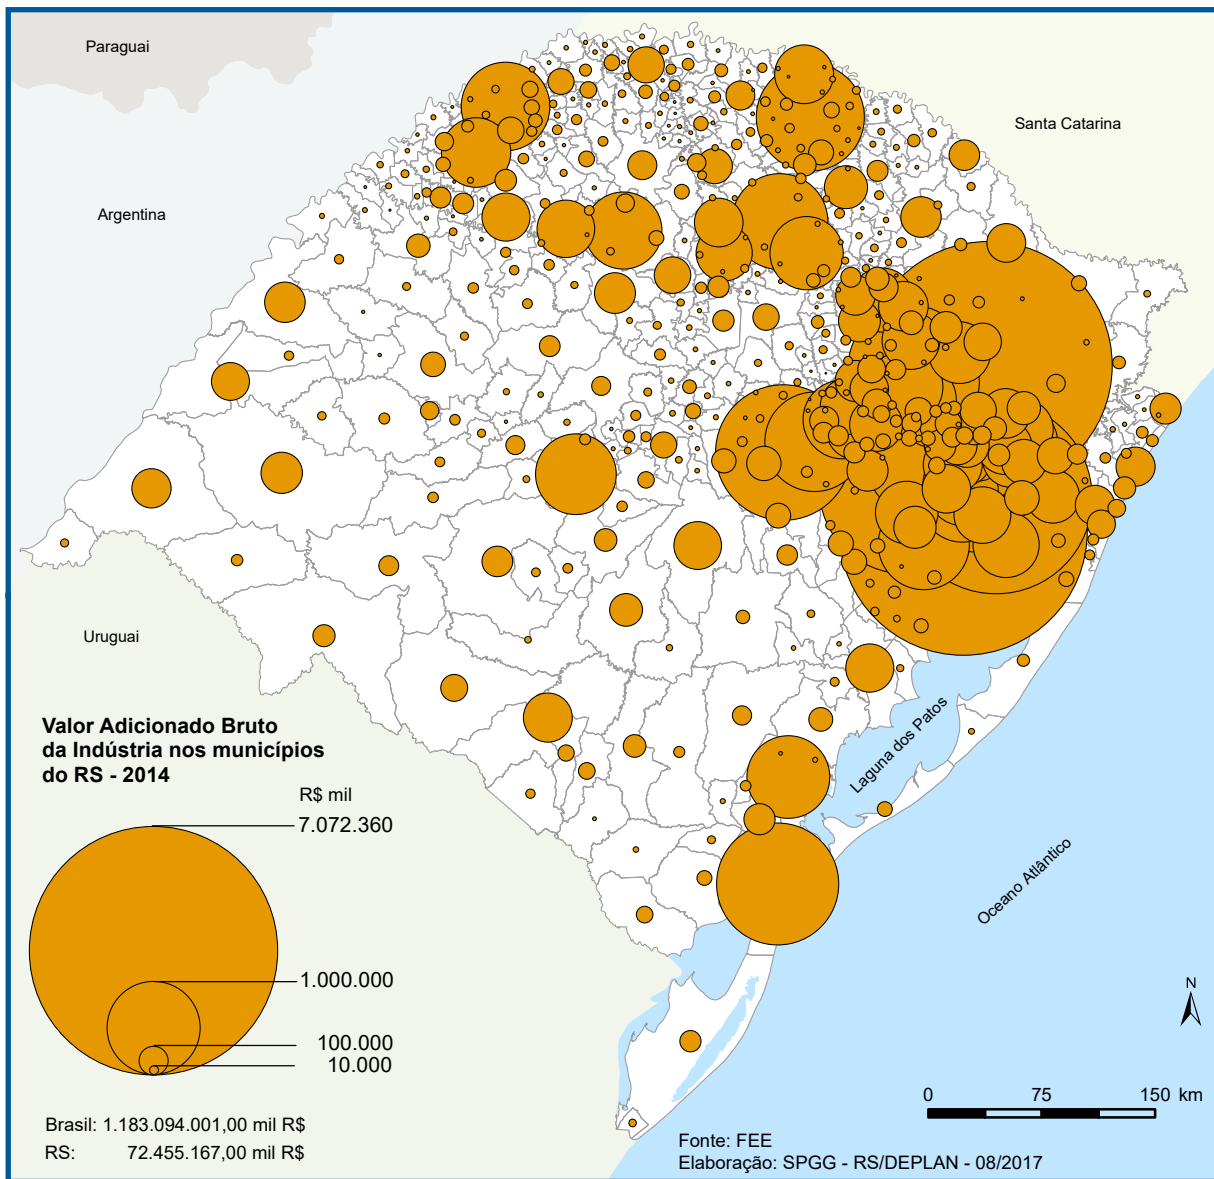 Paraguai
Santa Catarina
Argentina
Uruguai
Valor Adicionado Bruto
da Indústria nos municípios
do RS - 2014
R$ mil
7.072.360
1.000.000
100.000
10.000
Laguna dos Patos
Oceano Atlântico
N
0 75 150 km
Brasil: 1.183.094.001,00 mil R$
RS: 72.455.167,00 mil R$
Fonte: FEE
Elaboração: SPGG - RS/DEPLAN - 08/2017